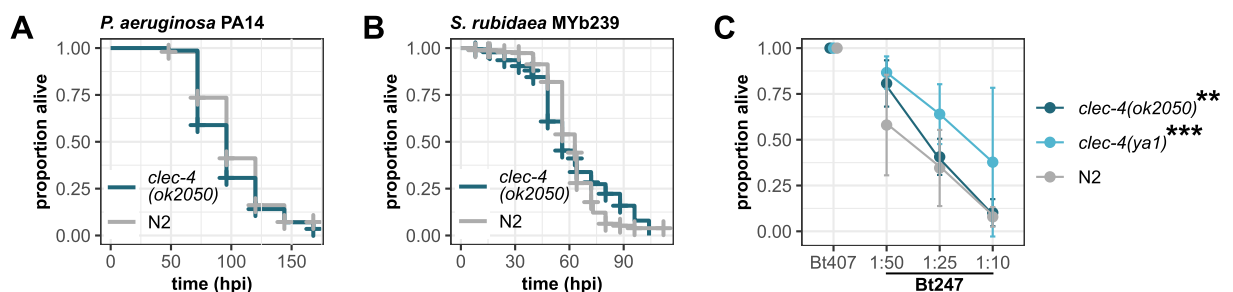 A
P. aeruginosa PA14
proportion alive
1.00
0.75
0.50
0.25
0.00
clec-4
(ok2050)
N2
0
50
100
150
time (hpi)
B
S. rubidaea MYb239
proportion alive
1.00
0.75
0.50
0.25
0.00
clec-4
(ok2050)
N2
0
30
60
90
time (hpi)
C
proportion alive
1.00
0.75
0.50
0.25
0.00
Bt407
1:50
1:25
1:10
Bt247
clec-4(ok2050)**
clec-4(ya1)***
N2